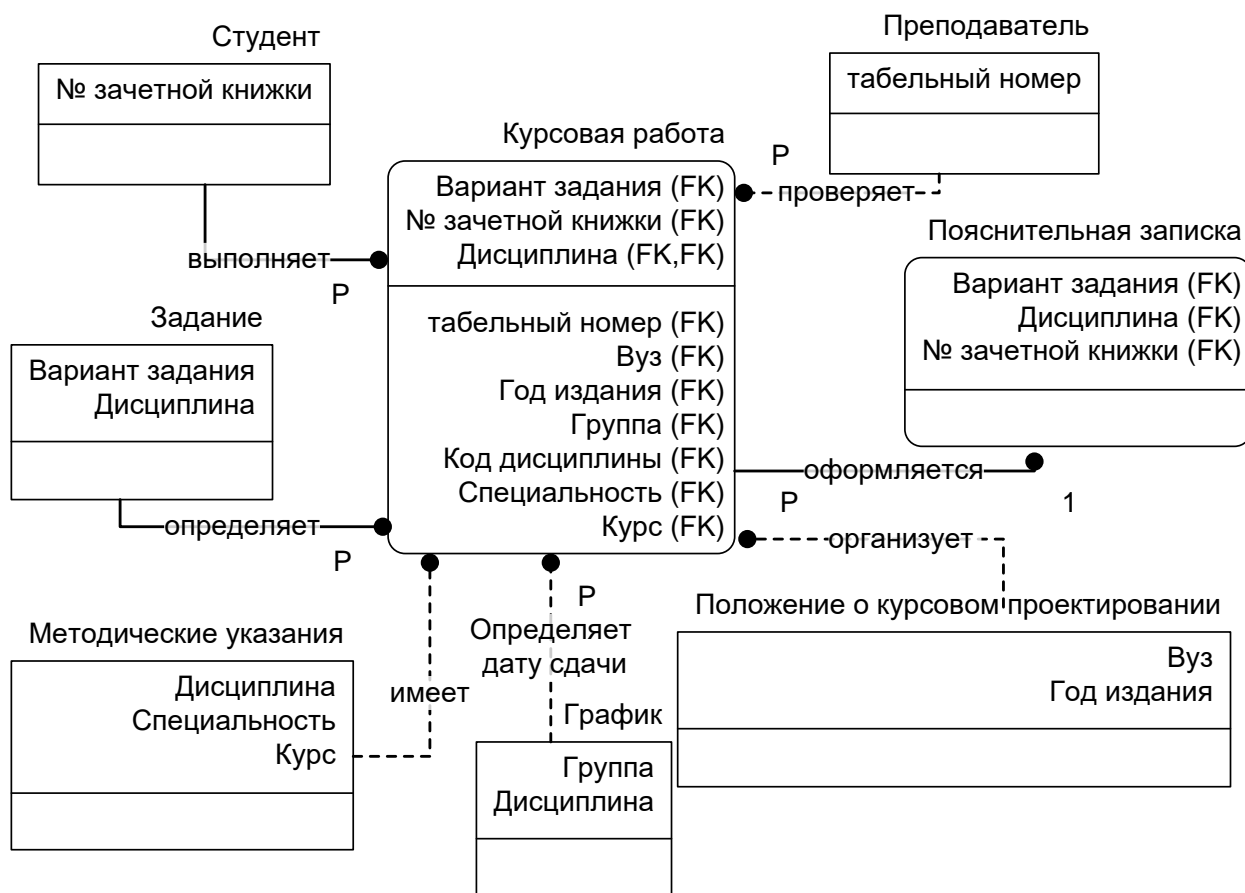 Студент
№ зачетной книжки
Преподаватель
табельный номер
Курсовая работа
Вариант задания (FK)
№ зачетной книжки (FK)
Дисциплина (FK,FK)
табельный номер (FK)
Вуз (FK)
Год издания (FK)
Группа (FK)
Код дисциплины (FK)
Специальность (FK)
Курс (FK)
P
проверяет
Пояснительная записка
Вариант задания (FK)
Дисциплина (FK)
№ зачетной книжки (FK)
выполняет
P
Задание
Вариант задания
Дисциплина
определяет
P
оформляется
P
1
организует
Положение о курсовом проектировании
Вуз
Год издания
Методические указания
Дисциплина
Специальность
Курс
имеет
P
Определяет
дату сдачи
График
Группа
Дисциплина